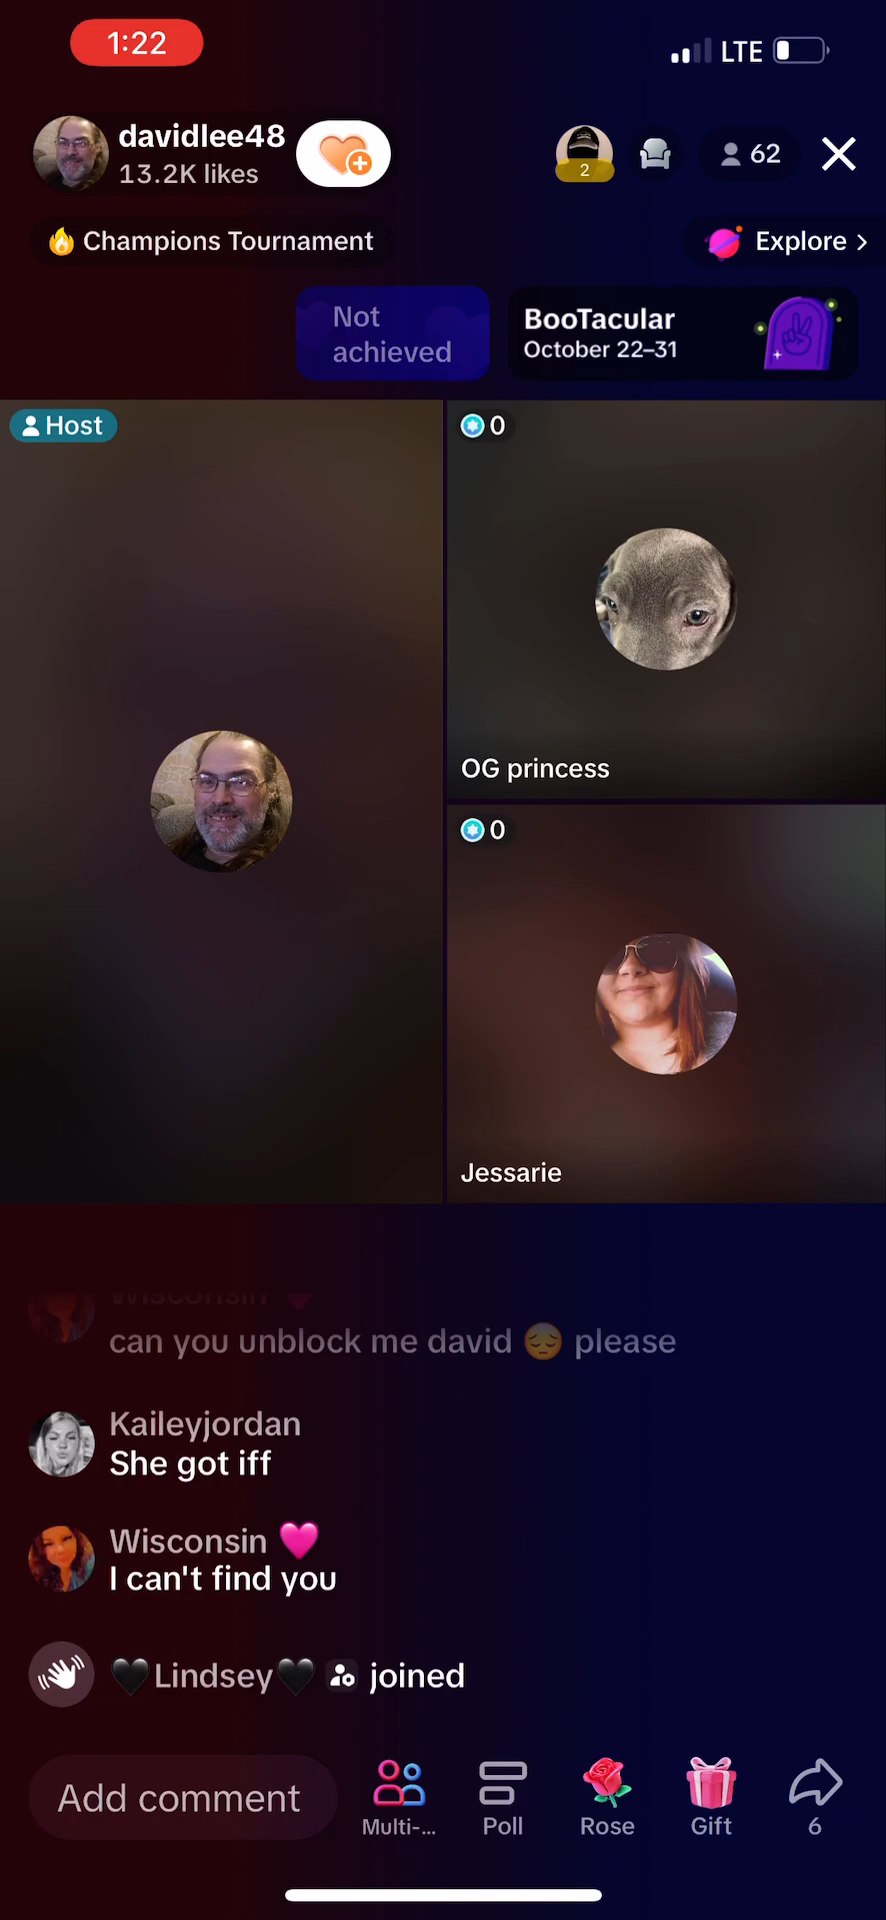 1:22
LTE
davidlee48
13.2K likes
2
62
🔥 Champions Tournament
Explore >
Not
achieved
BooTacular
October 22–31
Host
0
OG princess
0
Jessarie
Wisconsin
can you unblock me david 😔 please
Kaileyjordan
She got iff
Wisconsin 💗
I can't find you
🖤Lindsey🖤 joined
Add comment
Multi-...
Poll
Rose
Gift
6